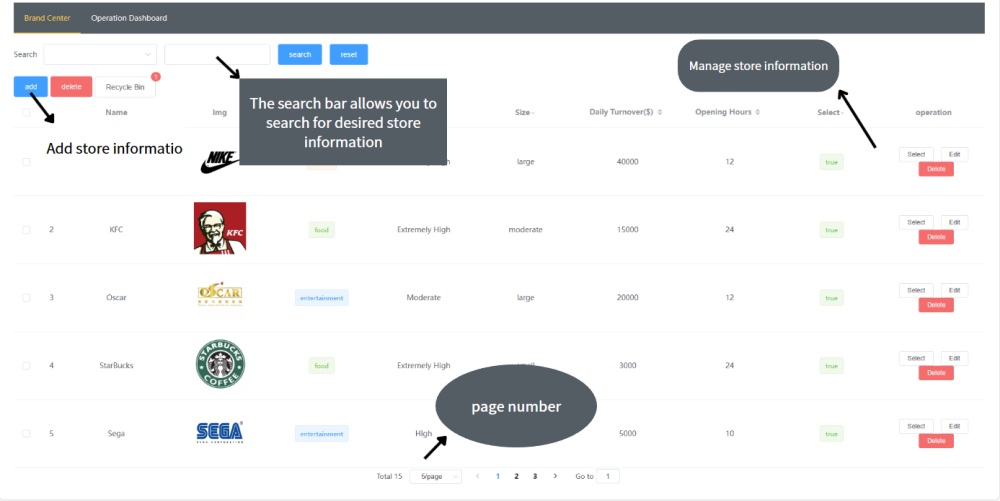 Brand Center Operation Dashboard
Search search reset
Manage store information
add delete Recycle Bin 1
The search bar allows you to
search for desired store
information
Name Img Size Daily Turnover($) Opening Hours Select operation
Add store informatio
NIKE large 40000 12 true Select Edit
Delete
2 KFC KFC food Extremely High moderate 15000 24 true Select Edit
Delete
3 Oscar OSCAR entertainment Moderate large 20000 12 true Select Edit
Delete
4 StarBucks STARBUCKS COFFEE food Extremely High 3000 24 true Select Edit
Delete
page number
5 Sega SEGA entertainment High 5000 10 true Select Edit
Delete
Total 15 5/page < 1 2 3 > Go to 1